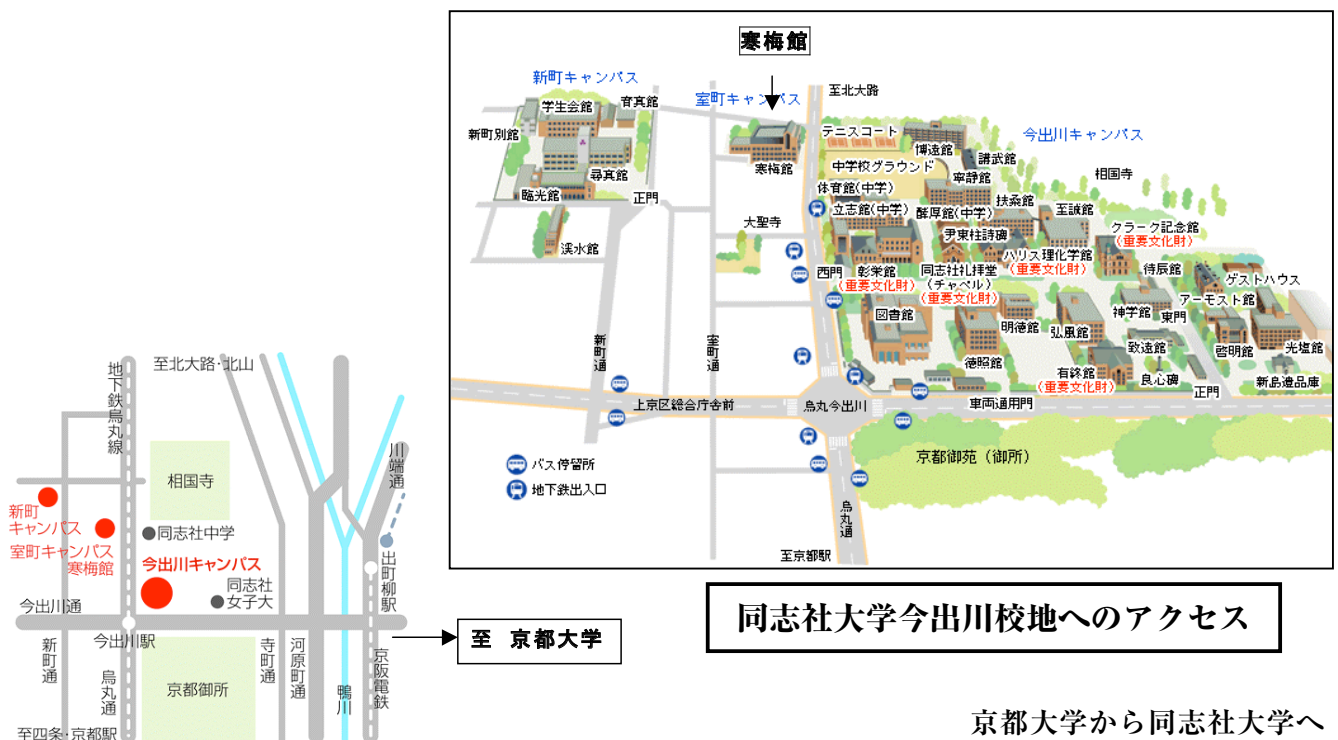 寒梅館
新町キャンパス
室町キャンパス
今出川キャンパス
至北大路
学生会館
育真館
新町別館
尋真館
臨光館
正門
渓水館
寒梅館
大聖寺
テニスコート
博遠館
中学校グラウンド
講武館
寧静館
相国寺
体育館(中学)
扶桑館
立志館(中学)
酵厚館(中学)
至誠館
尹東柱詩碑
クラーク記念館
(重要文化財)
ハリス理化学館
(重要文化財)
西門
彰栄館
(重要文化財)
同志社礼拝堂
(チャペル)
(重要文化財)
待辰館
ゲストハウス
アーモスト館
図書館
明徳館
弘風館
神学館
東門
徳照館
致遠館
啓明館
光塩館
有終館
(重要文化財)
良心碑
新島遺品庫
正門
新町通
室町通
上京区総合庁舎前
烏丸今出川
車両通用門
京都御苑(御所)
バス停留所
地下鉄出入口
烏丸通
至京都駅
至北大路・北山
地下鉄烏丸線
川端通
相国寺
新町
キャンパス
同志社中学
室町キャンパス
寒梅館
今出川キャンパス
同志社
女子大
出町柳駅
今出川通
今出川駅
新町通
烏丸通
京都御所
寺町通
河原町通
鴨川
京阪電鉄
至四条・京都駅
至 京都大学
同志社大学今出川校地へのアクセス
京都大学から同志社大学へ